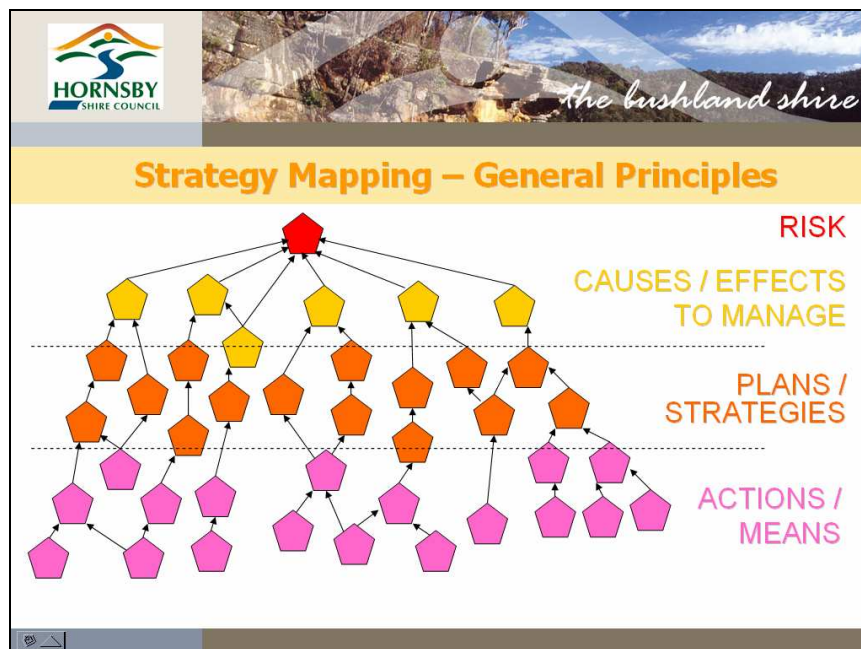 HORNSBY
SHIRE COUNCIL
the bushland shire
Strategy Mapping – General Principles
RISK
CAUSES / EFFECTS
TO MANAGE
PLANS /
STRATEGIES
ACTIONS /
MEANS